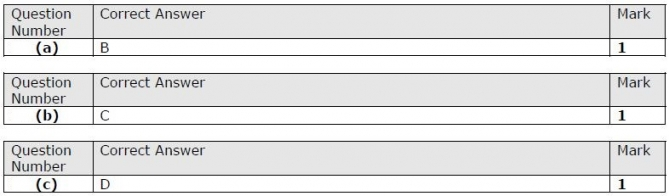 Question Number Correct Answer Mark
(a) B 1
Question Number Correct Answer Mark
(b) C 1
Question Number Correct Answer Mark
(c) D 1